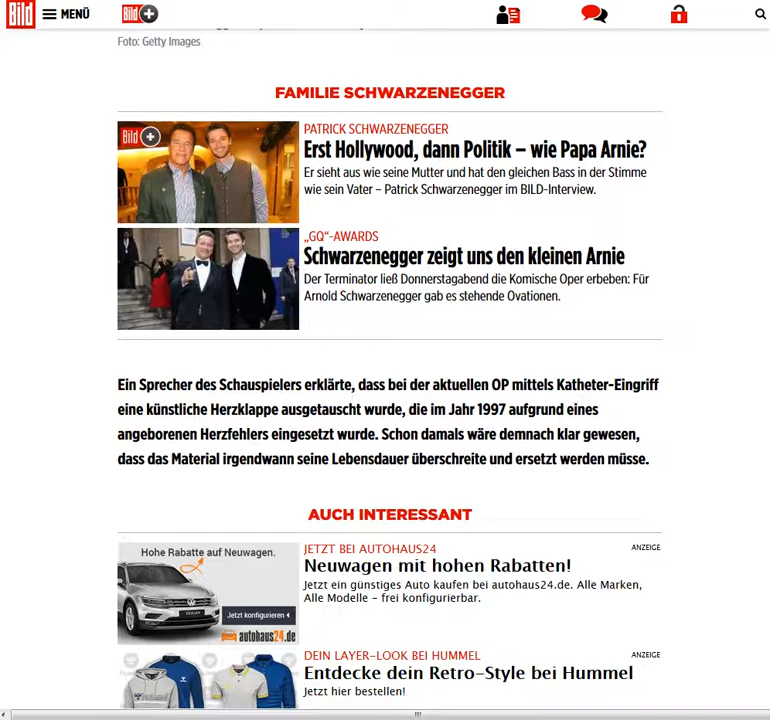 Bild MENÜ Bild +
Foto: Getty Images
FAMILIE SCHWARZENEGGER
Bild +
PATRICK SCHWARZENEGGER
Erst Hollywood, dann Politik – wie Papa Arnie?
Er sieht aus wie seine Mutter und hat den gleichen Bass in der Stimme
wie sein Vater – Patrick Schwarzenegger im BILD-Interview.
„GQ“-AWARDS
Schwarzenegger zeigt uns den kleinen Arnie
Der Terminator ließ Donnerstagabend die Komische Oper erbeben: Für
Arnold Schwarzenegger gab es stehende Ovationen.
Ein Sprecher des Schauspielers erklärte, dass bei der aktuellen OP mittels Katheter-Eingriff
eine künstliche Herzklappe ausgetauscht wurde, die im Jahr 1997 aufgrund eines
angeborenen Herzfehlers eingesetzt wurde. Schon damals wäre demnach klar gewesen,
dass das Material irgendwann seine Lebensdauer überschreite und ersetzt werden müsse.
AUCH INTERESSANT
Hohe Rabatte auf Neuwagen.
Jetzt konfigurieren
autohaus24.de
JETZT BEI AUTOHAUS24 ANZEIGE
Neuwagen mit hohen Rabatten!
Jetzt ein günstiges Auto kaufen bei autohaus24.de. Alle Marken,
Alle Modelle – frei konfigurierbar.
DEIN LAYER-LOOK BEI HUMMEL ANZEIGE
Entdecke dein Retro-Style bei Hummel
Jetzt hier bestellen!